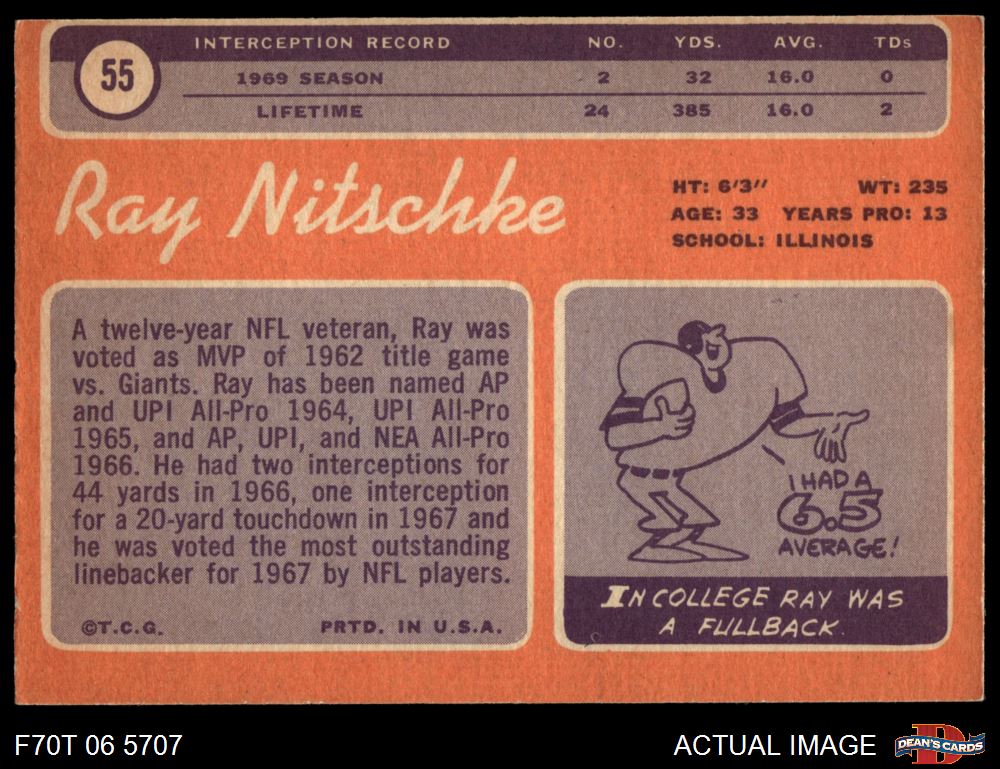 55
INTERCEPTION RECORD NO. YDS. AVG. TDs
1969 SEASON 2 32 16.0 0
LIFETIME 24 385 16.0 2
Ray Nitschke
HT: 6'3" WT: 235
AGE: 33 YEARS PRO: 13
SCHOOL: ILLINOIS
A twelve-year NFL veteran, Ray was
voted as MVP of 1962 title game
vs. Giants. Ray has been named AP
and UPI All-Pro 1964, UPI All-Pro
1965, and AP, UPI, and NEA All-Pro
1966. He had two interceptions for
44 yards in 1966, one interception
for a 20-yard touchdown in 1967 and
he was voted the most outstanding
linebacker for 1967 by NFL players.
©T.C.G. PRTD. IN U.S.A.
I HAD A
6.5
AVERAGE!
IN COLLEGE RAY WAS
A FULLBACK.
F70T 06 5707
ACTUAL IMAGE
D
DEAN'S CARDS